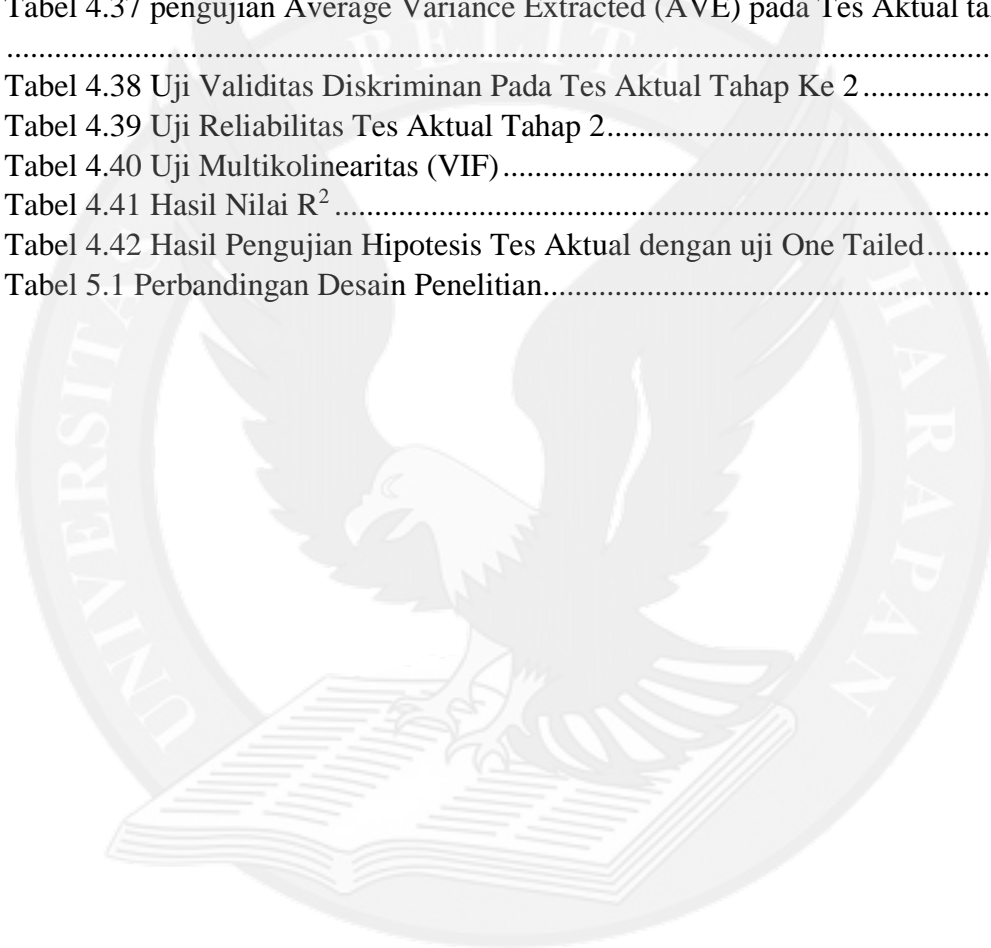 Tabel 4.37 pengujian Average Variance Extracted (AVE) pada Tes Aktual ta
................................................................................................................
Tabel 4.38 Uji Validitas Diskriminan Pada Tes Aktual Tahap Ke 2...............
Tabel 4.39 Uji Reliabilitas Tes Aktual Tahap 2.............................................
Tabel 4.40 Uji Multikolinearitas (VIF)..........................................................
Tabel 4.41 Hasil Nilai R²..............................................................................
Tabel 4.42 Hasil Pengujian Hipotesis Tes Aktual dengan uji One Tailed........
Tabel 5.1 Perbandingan Desain Penelitian....................................................
UNIVERSITAS PELITA HARAPAN